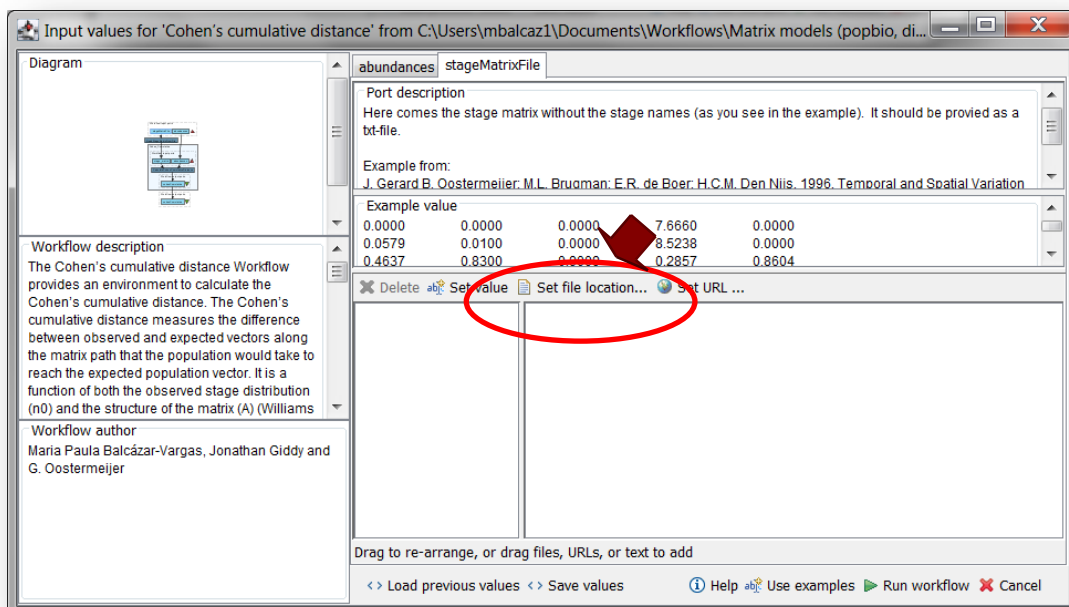 Input values for 'Cohen's cumulative distance' from C:\Users\mbalcaz1\Documents\Workflows\Matrix models (popbio, di...
Diagram
Workflow description
The Cohen's cumulative distance Workflow
provides an environment to calculate the
Cohen's cumulative distance. The Cohen's
cumulative distance measures the difference
between observed and expected vectors along
the matrix path that the population would take to
reach the expected population vector. It is a
function of both the observed stage distribution
(n0) and the structure of the matrix (A) (Williams
Workflow author
Maria Paula Balcázar-Vargas, Jonathan Giddy and
G. Oostermeijer
abundances stageMatrixFile
Port description
Here comes the stage matrix without the stage names (as you see in the example). It should be provied as a
txt-file.
Example from:
J. Gerard B. Oostermeijer; M.L. Brugman; E.R. de Boer; H.C.M. Den Nijs. 1996. Temporal and Spatial Variation
Example value
0.0000 0.0000 0.0000 7.6660 0.0000
0.0579 0.0100 0.0000 8.5238 0.0000
0.4637 0.8300 0.0000 0.2857 0.8604
Delete Set value Set file location... Set URL ...
Drag to re-arrange, or drag files, URLs, or text to add
Load previous values Save values Help Use examples Run workflow Cancel